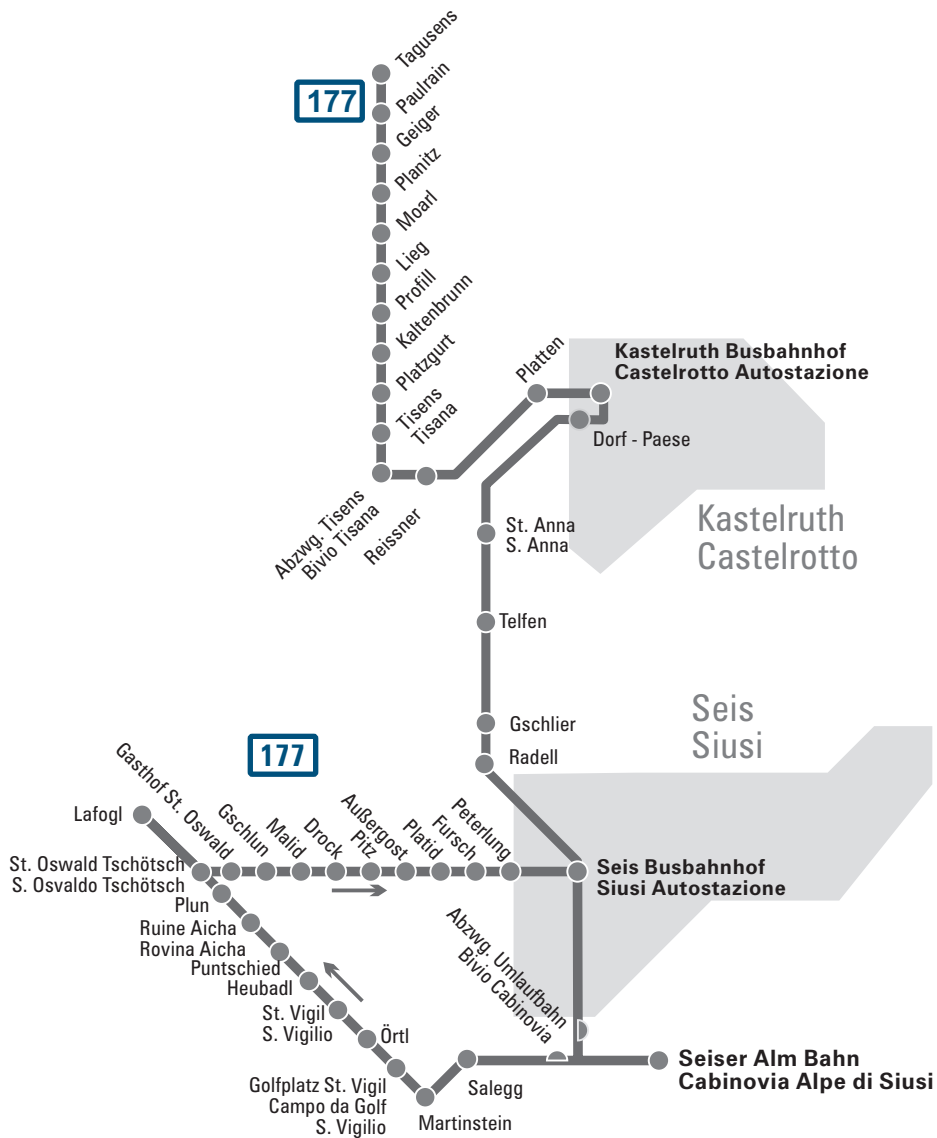 Tagusens
177
Paulrain
Geiger
Planitz
Moarl
Lieg
Profill
Kaltenbrunn
Platzgurt
Tisens
Tisana
Abzwg. Tisens
Bivio Tisana
Reissner
Platten
Kastelruth Busbahnhof
Castelrotto Autostazione
Dorf - Paese
Kastelruth
Castelrotto
St. Anna
S. Anna
Telfen
Gschlier
Radell
Seis
Siusi
177
Lafogl
Gasthof St. Oswald
Gschlun
Malid
Drock
Pitz
Außergost
Platid
Fursch
Peterlung
Seis Busbahnhof
Siusi Autostazione
St. Oswald Tschötsch
S. Osvaldo Tschötsch
Plun
Ruine Aicha
Rovina Aicha
Puntschied
Heubadl
St. Vigil
S. Vigilio
Örtl
Golfplatz St. Vigil
Campo da Golf
S. Vigilio
Martinstein
Salegg
Abzwg. Umlaufbahn
Bivio Cabinovia
Seiser Alm Bahn
Cabinovia Alpe di Siusi